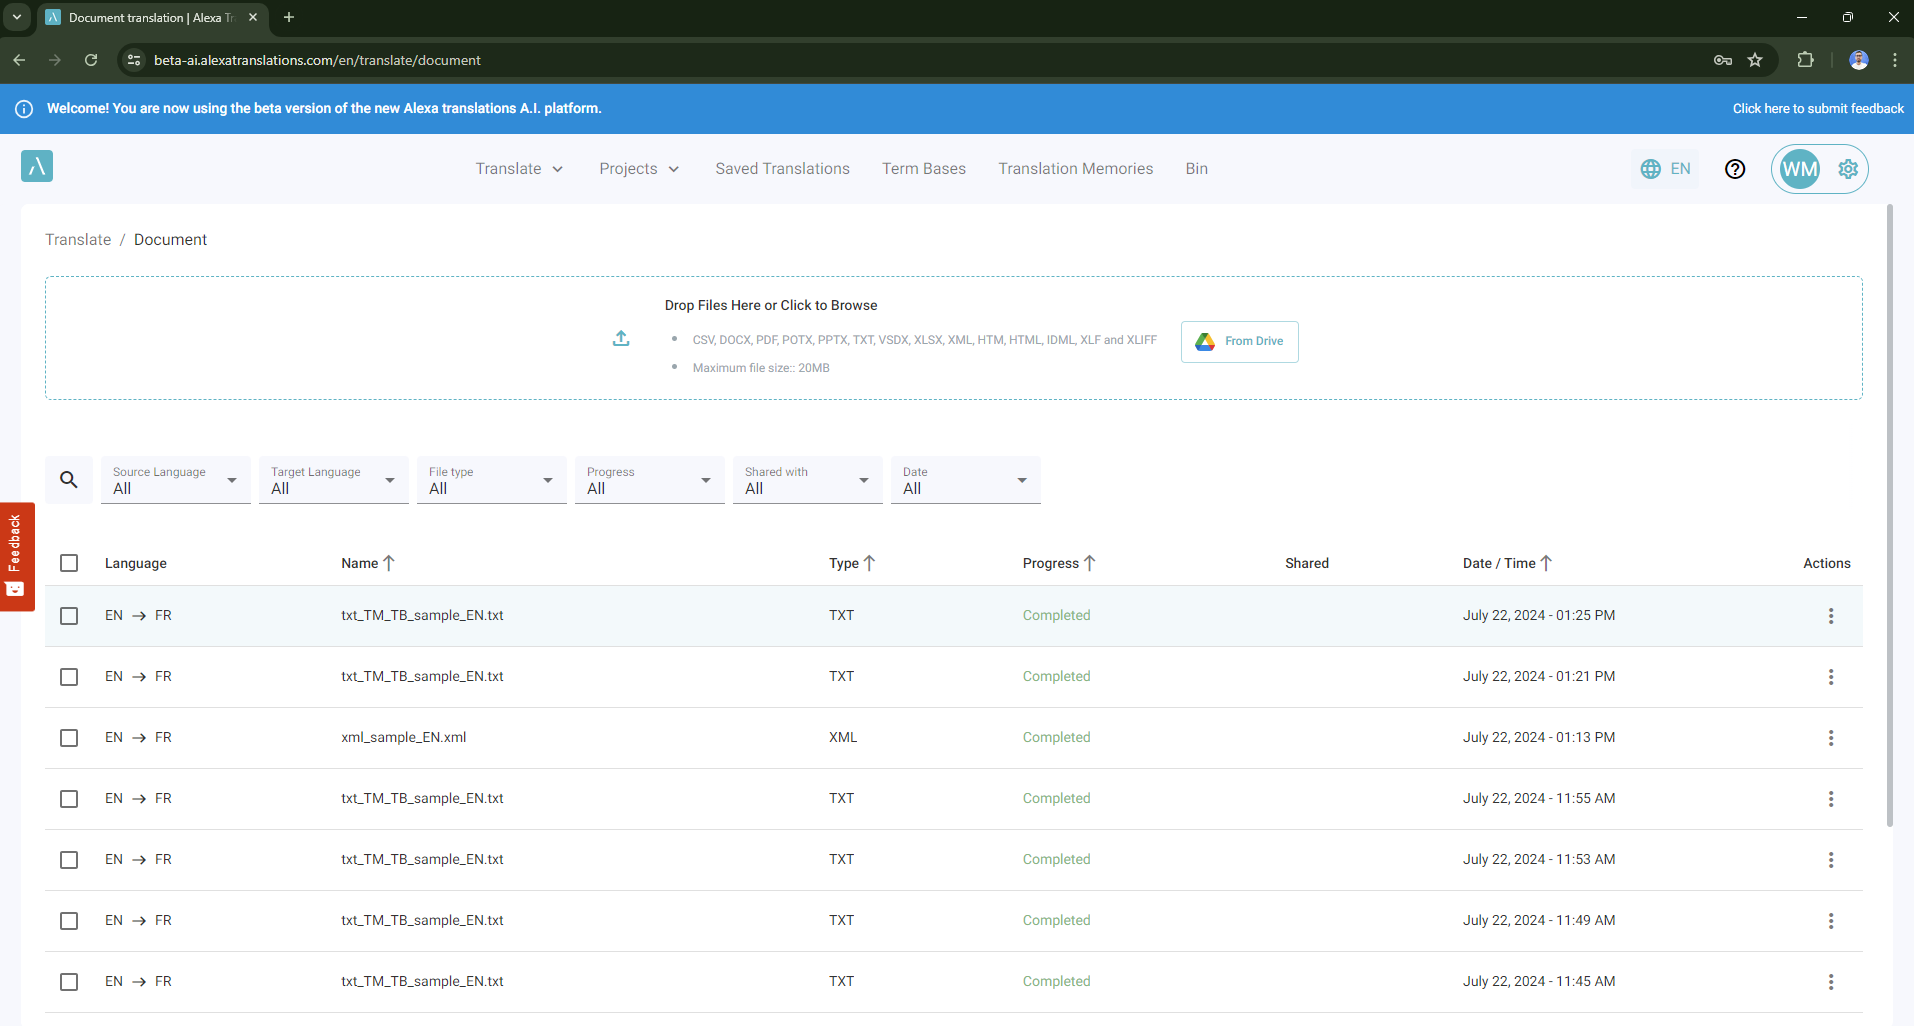 Document translation | Alexa Tr
beta-ai.alexatranslations.com/en/translate/document
Welcome! You are now using the beta version of the new Alexa translations A.I. platform.
Click here to submit feedback
Translate
Projects
Saved Translations
Term Bases
Translation Memories
Bin
EN
WM
Translate / Document
Drop Files Here or Click to Browse
CSV, DOCX, PDF, POTX, PPTX, TXT, VSDX, XLSX, XML, HTM, HTML, IDML, XLF and XLIFF
Maximum file size:: 20MB
From Drive
Source Language
All
Target Language
All
File type
All
Progress
All
Shared with
All
Date
All
Feedback
Language Name Type Progress Shared Date / Time Actions
EN → FR txt_TM_TB_sample_EN.txt TXT Completed July 22, 2024 - 01:25 PM
EN → FR txt_TM_TB_sample_EN.txt TXT Completed July 22, 2024 - 01:21 PM
EN → FR xml_sample_EN.xml XML Completed July 22, 2024 - 01:13 PM
EN → FR txt_TM_TB_sample_EN.txt TXT Completed July 22, 2024 - 11:55 AM
EN → FR txt_TM_TB_sample_EN.txt TXT Completed July 22, 2024 - 11:53 AM
EN → FR txt_TM_TB_sample_EN.txt TXT Completed July 22, 2024 - 11:49 AM
EN → FR txt_TM_TB_sample_EN.txt TXT Completed July 22, 2024 - 11:45 AM